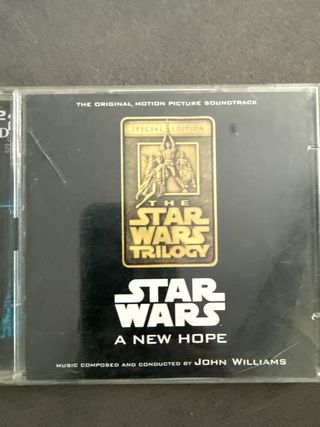 THE ORIGINAL MOTION PICTURE SOUNDTRACK
SPECIAL EDITION
THE
STAR
WARS
TRILOGY
STAR
WARS
A NEW HOPE
MUSIC COMPOSED AND CONDUCTED BY JOHN WILLIAMS